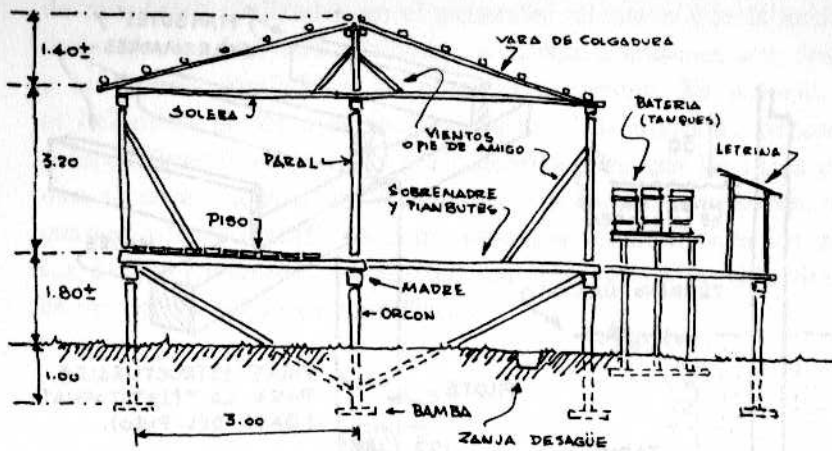 1.40±
VARA DE COLGADURA
SOLERA
BATERIA
(TANQUES)
VIENTOS
O PIE DE AMIGO
LETRINA
3.20
PARAL
SOBREMADRE
Y PIANBUTES
PISO
1.80±
MADRE
ORCON
1.00
BAMBA
3.00
ZANJA DESAGÜE